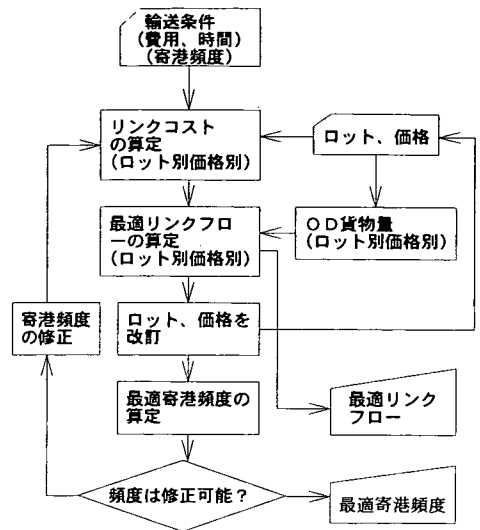 輸送条件
(費用、時間)
(寄港頻度)
リンクコスト
の算定
(ロット別価格別)
ロット、価格
最適リンクフロ
ーの算定
(ロット別価格別)
OD貨物量
(ロット別価格別)
寄港頻度
の修正
ロット、価格を
改訂
最適寄港頻度の
算定
最適リンク
フロー
頻度は修正可能?
最適寄港頻度